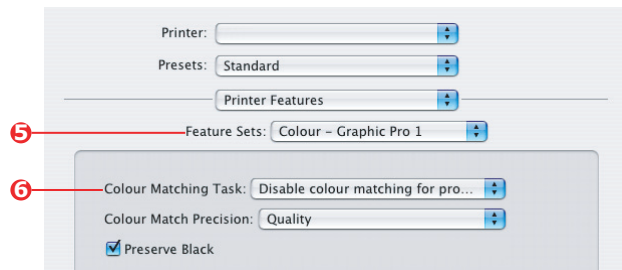 Printer:
Presets: Standard
Printer Features
5 Feature Sets: Colour – Graphic Pro 1
6 Colour Matching Task: Disable colour matching for pro...
Colour Match Precision: Quality
Preserve Black